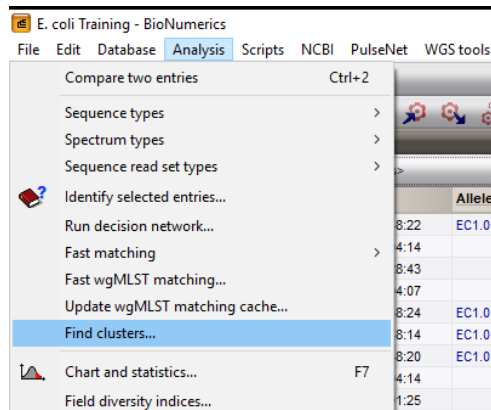 E. coli Training - BioNumerics
File Edit Database Analysis Scripts NCBI PulseNet WGS tools
Compare two entries Ctrl+2
Sequence types >
Spectrum types >
Sequence read set types >
Identify selected entries...
Run decision network...
Fast matching >
Fast wgMLST matching...
Update wgMLST matching cache...
Find clusters...
Chart and statistics... F7
Field diversity indices...
Allele
8:22 EC1.0
4:14
8:43
4:07
8:24 EC1.0
8:14 EC1.0
8:20 EC1.0
4:14
1:25